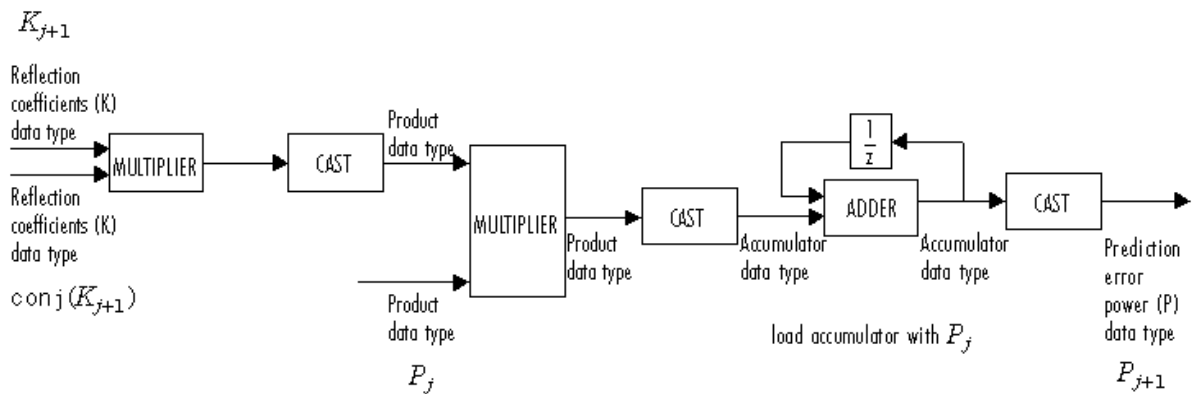 K_{j+1}
Reflection
coefficients (K)
data type
MULTIPLIER
Reflection
coefficients (K)
data type
conj(K_{j+1})
CAST
Product
data type
MULTIPLIER
Product
data type
P_j
Product
data type
CAST
Accumulator
data type
1
z
ADDER
Accumulator
data type
load accumulator with P_j
CAST
Prediction
error
power (P)
data type
P_{j+1}